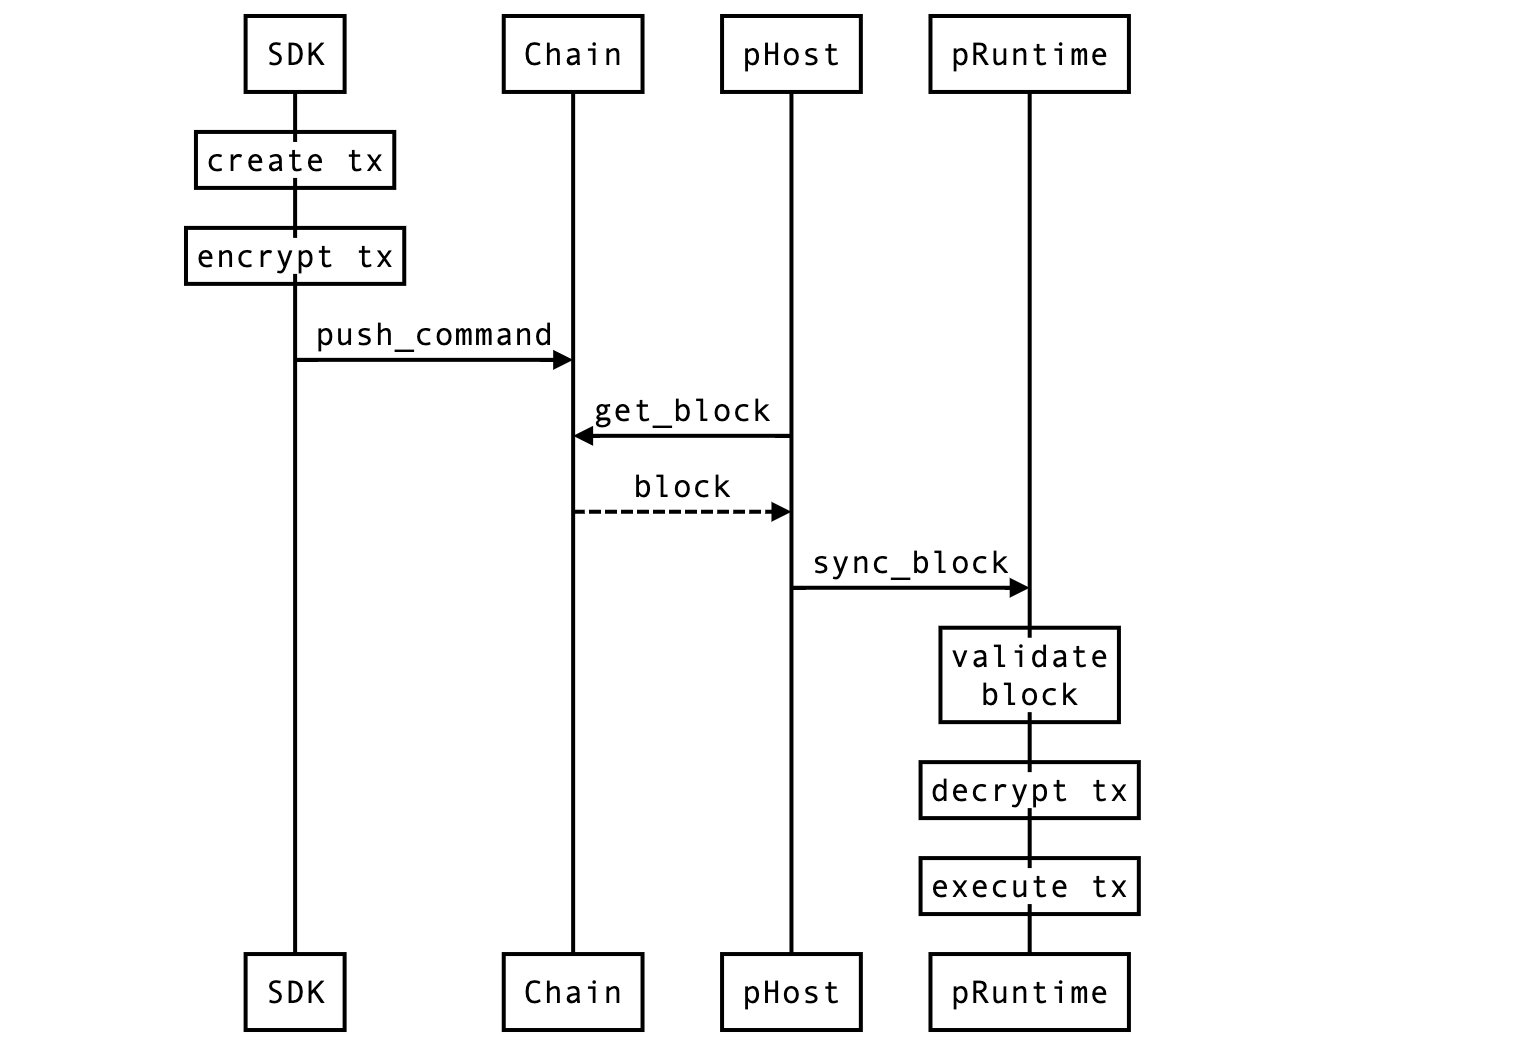 SDK
Chain
pHost
pRuntime
create tx
encrypt tx
push_command
get_block
block
sync_block
validate
block
decrypt tx
execute tx
SDK
Chain
pHost
pRuntime